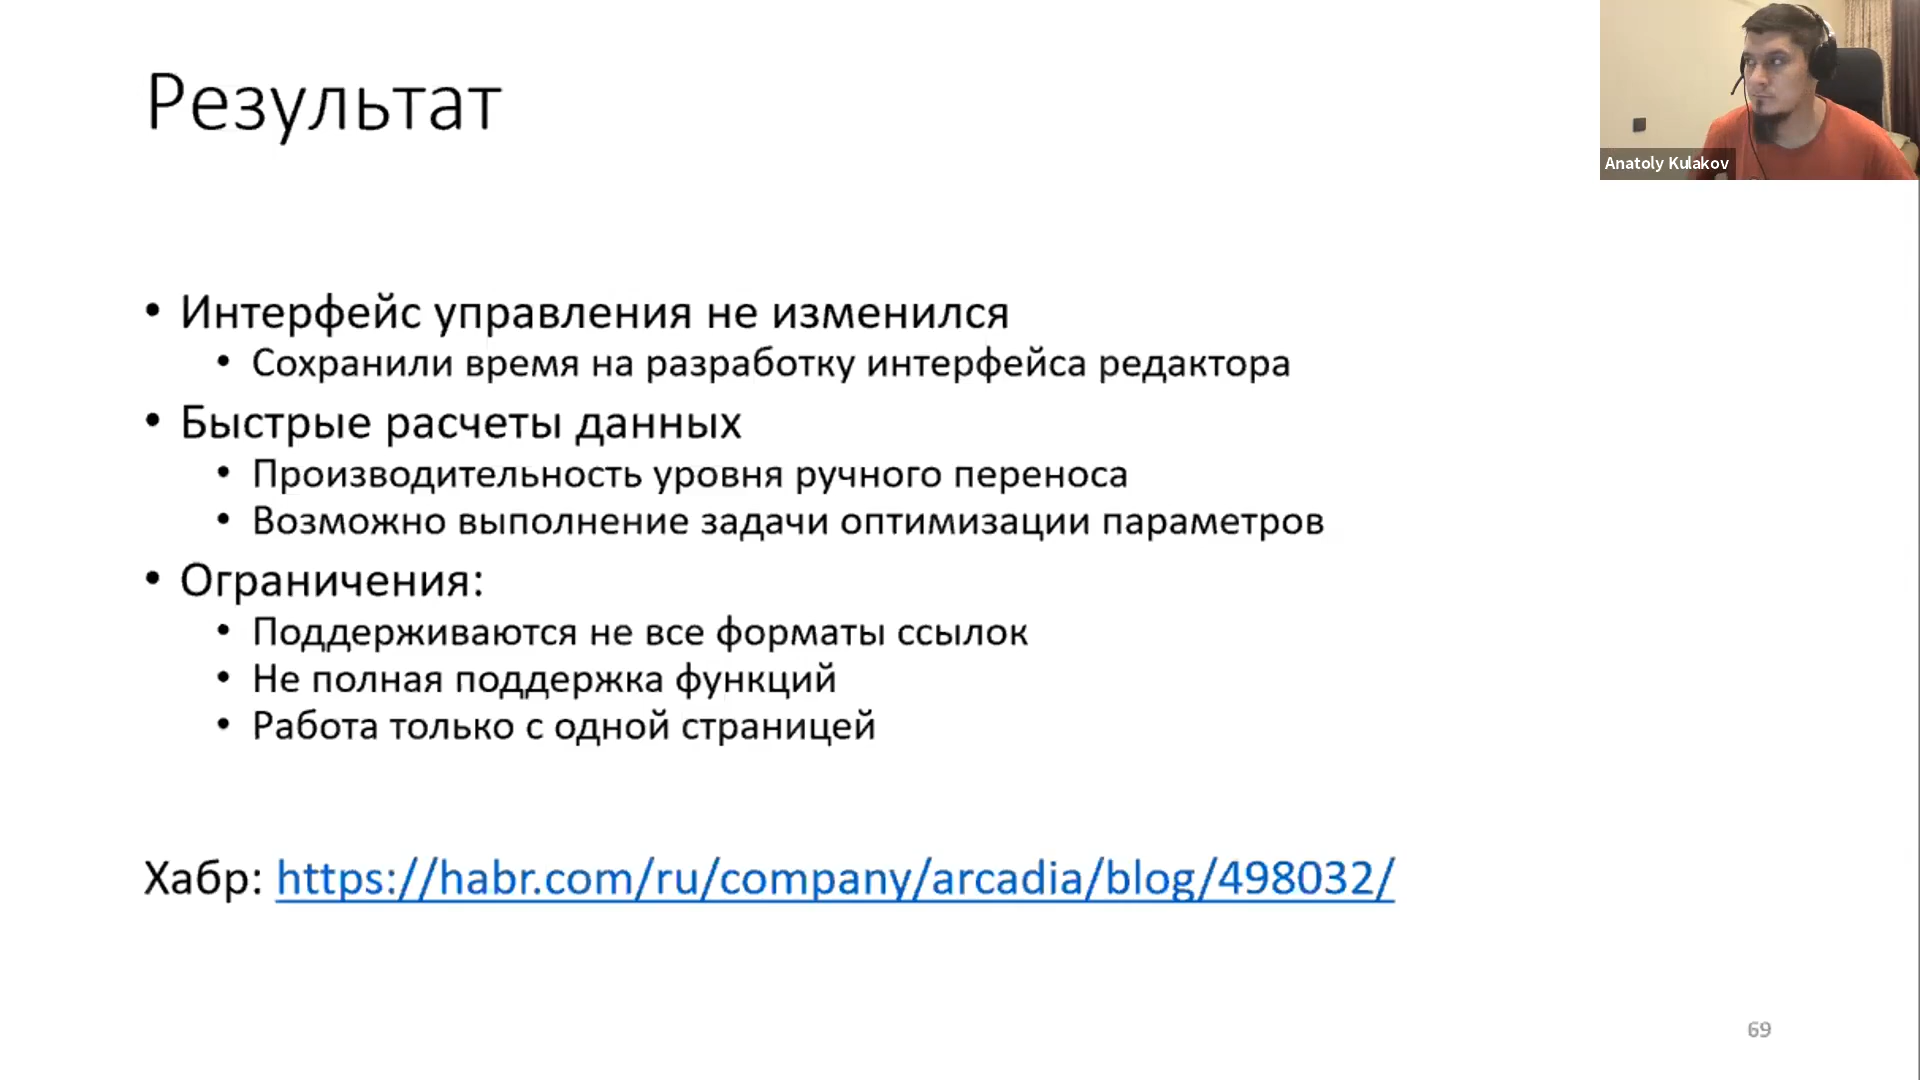 Результат
Anatoly Kulakov
• Интерфейс управления не изменился
• Сохранили время на разработку интерфейса редактора
• Быстрые расчеты данных
• Производительность уровня ручного переноса
• Возможно выполнение задачи оптимизации параметров
• Ограничения:
• Поддерживаются не все форматы ссылок
• Не полная поддержка функций
• Работа только с одной страницей
Хабр: https://habr.com/ru/company/arcadia/blog/498032/
69